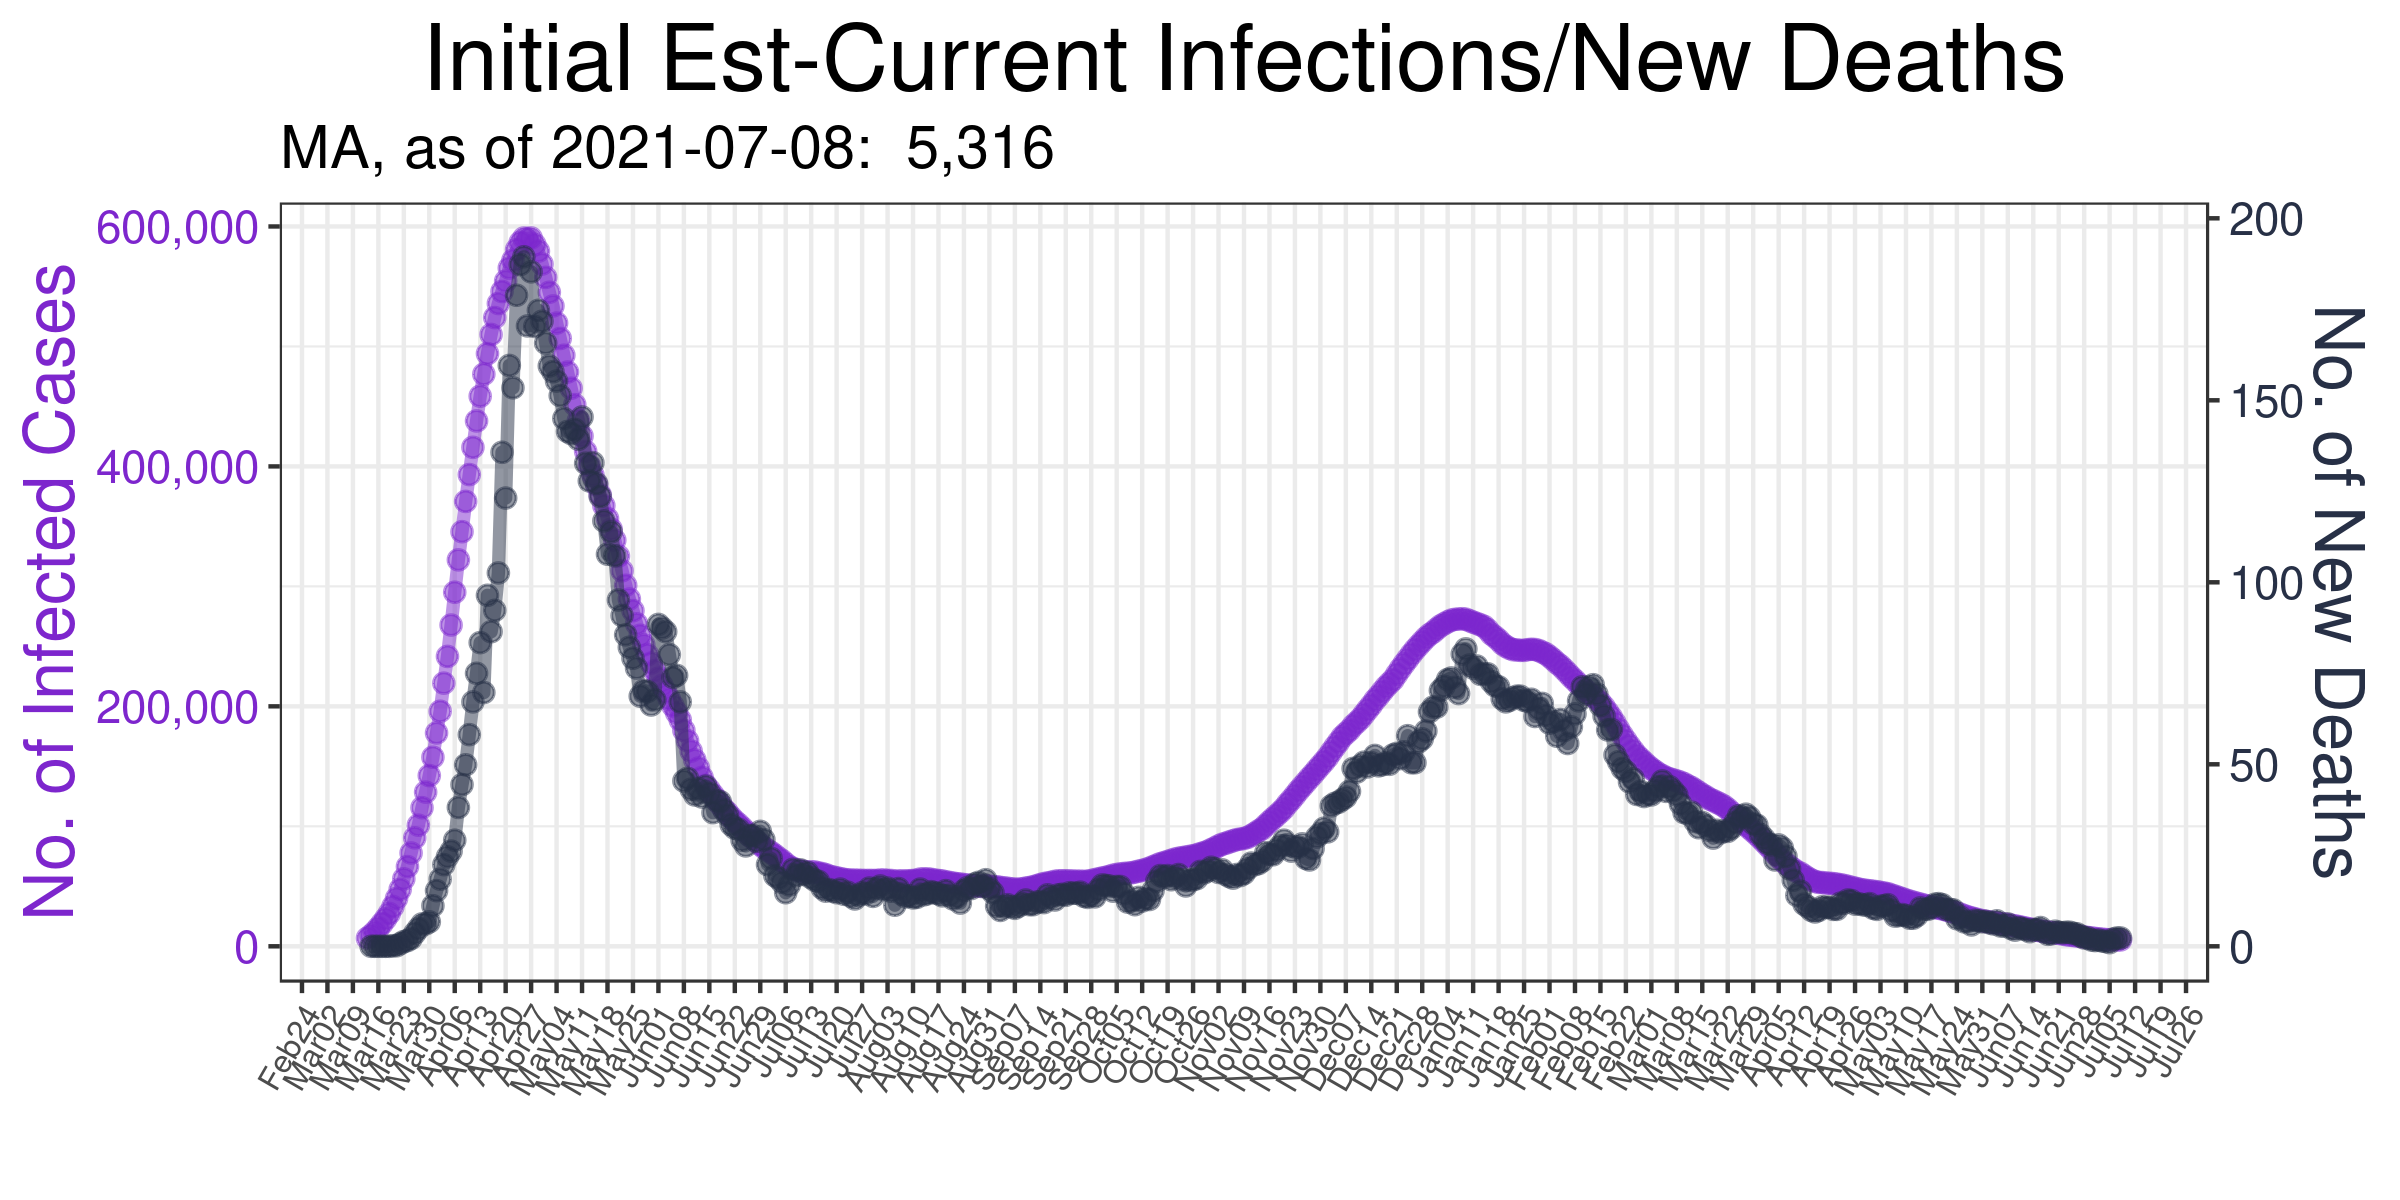 Initial Est-Current Infections/New Deaths
MA, as of 2021-07-08:  5,316
No. of Infected Cases
600,000
400,000
200,000
0
200
150
100
50
0
No. of New Deaths
Feb24
Mar02
Mar09
Mar16
Mar23
Mar30
Apr06
Apr13
Apr20
Apr27
May04
May11
May18
May25
Jun01
Jun08
Jun15
Jun22
Jun29
Jul06
Jul13
Jul20
Jul27
Aug03
Aug10
Aug17
Aug24
Aug31
Sep07
Sep14
Sep21
Sep28
Oct05
Oct12
Oct19
Oct26
Nov02
Nov09
Nov16
Nov23
Nov30
Dec07
Dec14
Dec21
Dec28
Jan04
Jan11
Jan18
Jan25
Feb01
Feb08
Feb15
Feb22
Mar01
Mar08
Mar15
Mar22
Mar29
Apr05
Apr12
Apr19
Apr26
May03
May10
May17
May24
May31
Jun07
Jun14
Jun21
Jun28
Jul05
Jul12
Jul19
Jul26